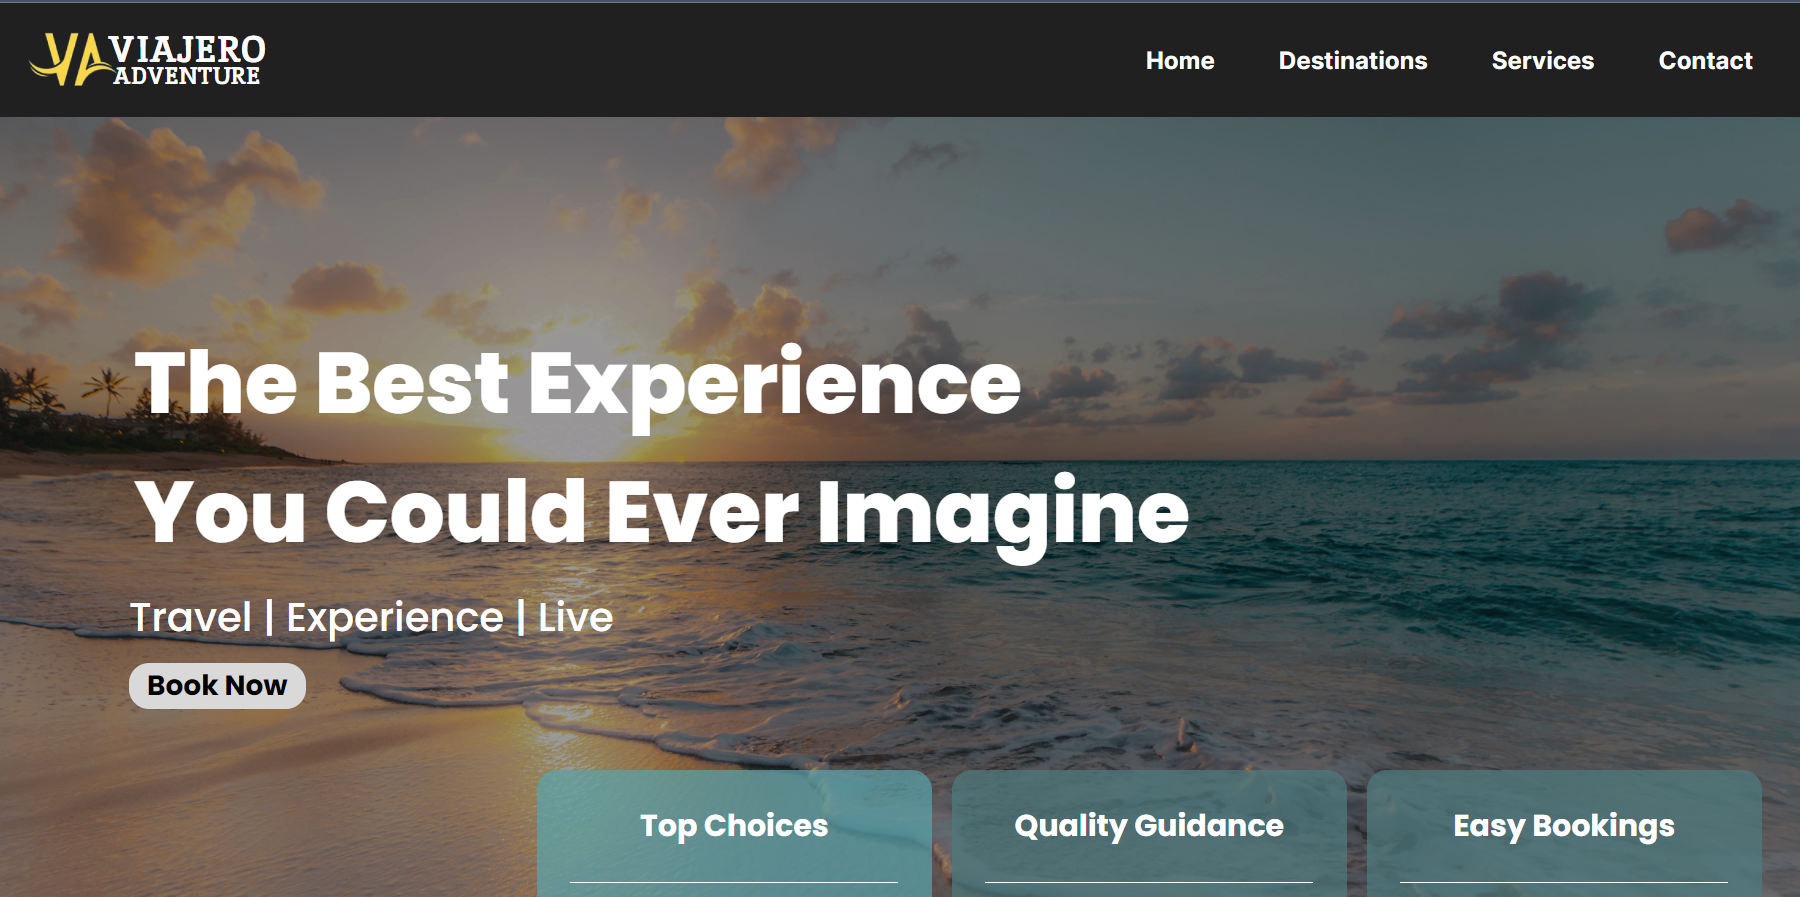 VA VIAJERO
ADVENTURE
Home Destinations Services Contact
The Best Experience
You Could Ever Imagine
Travel | Experience | Live
Book Now
Top Choices Quality Guidance Easy Bookings